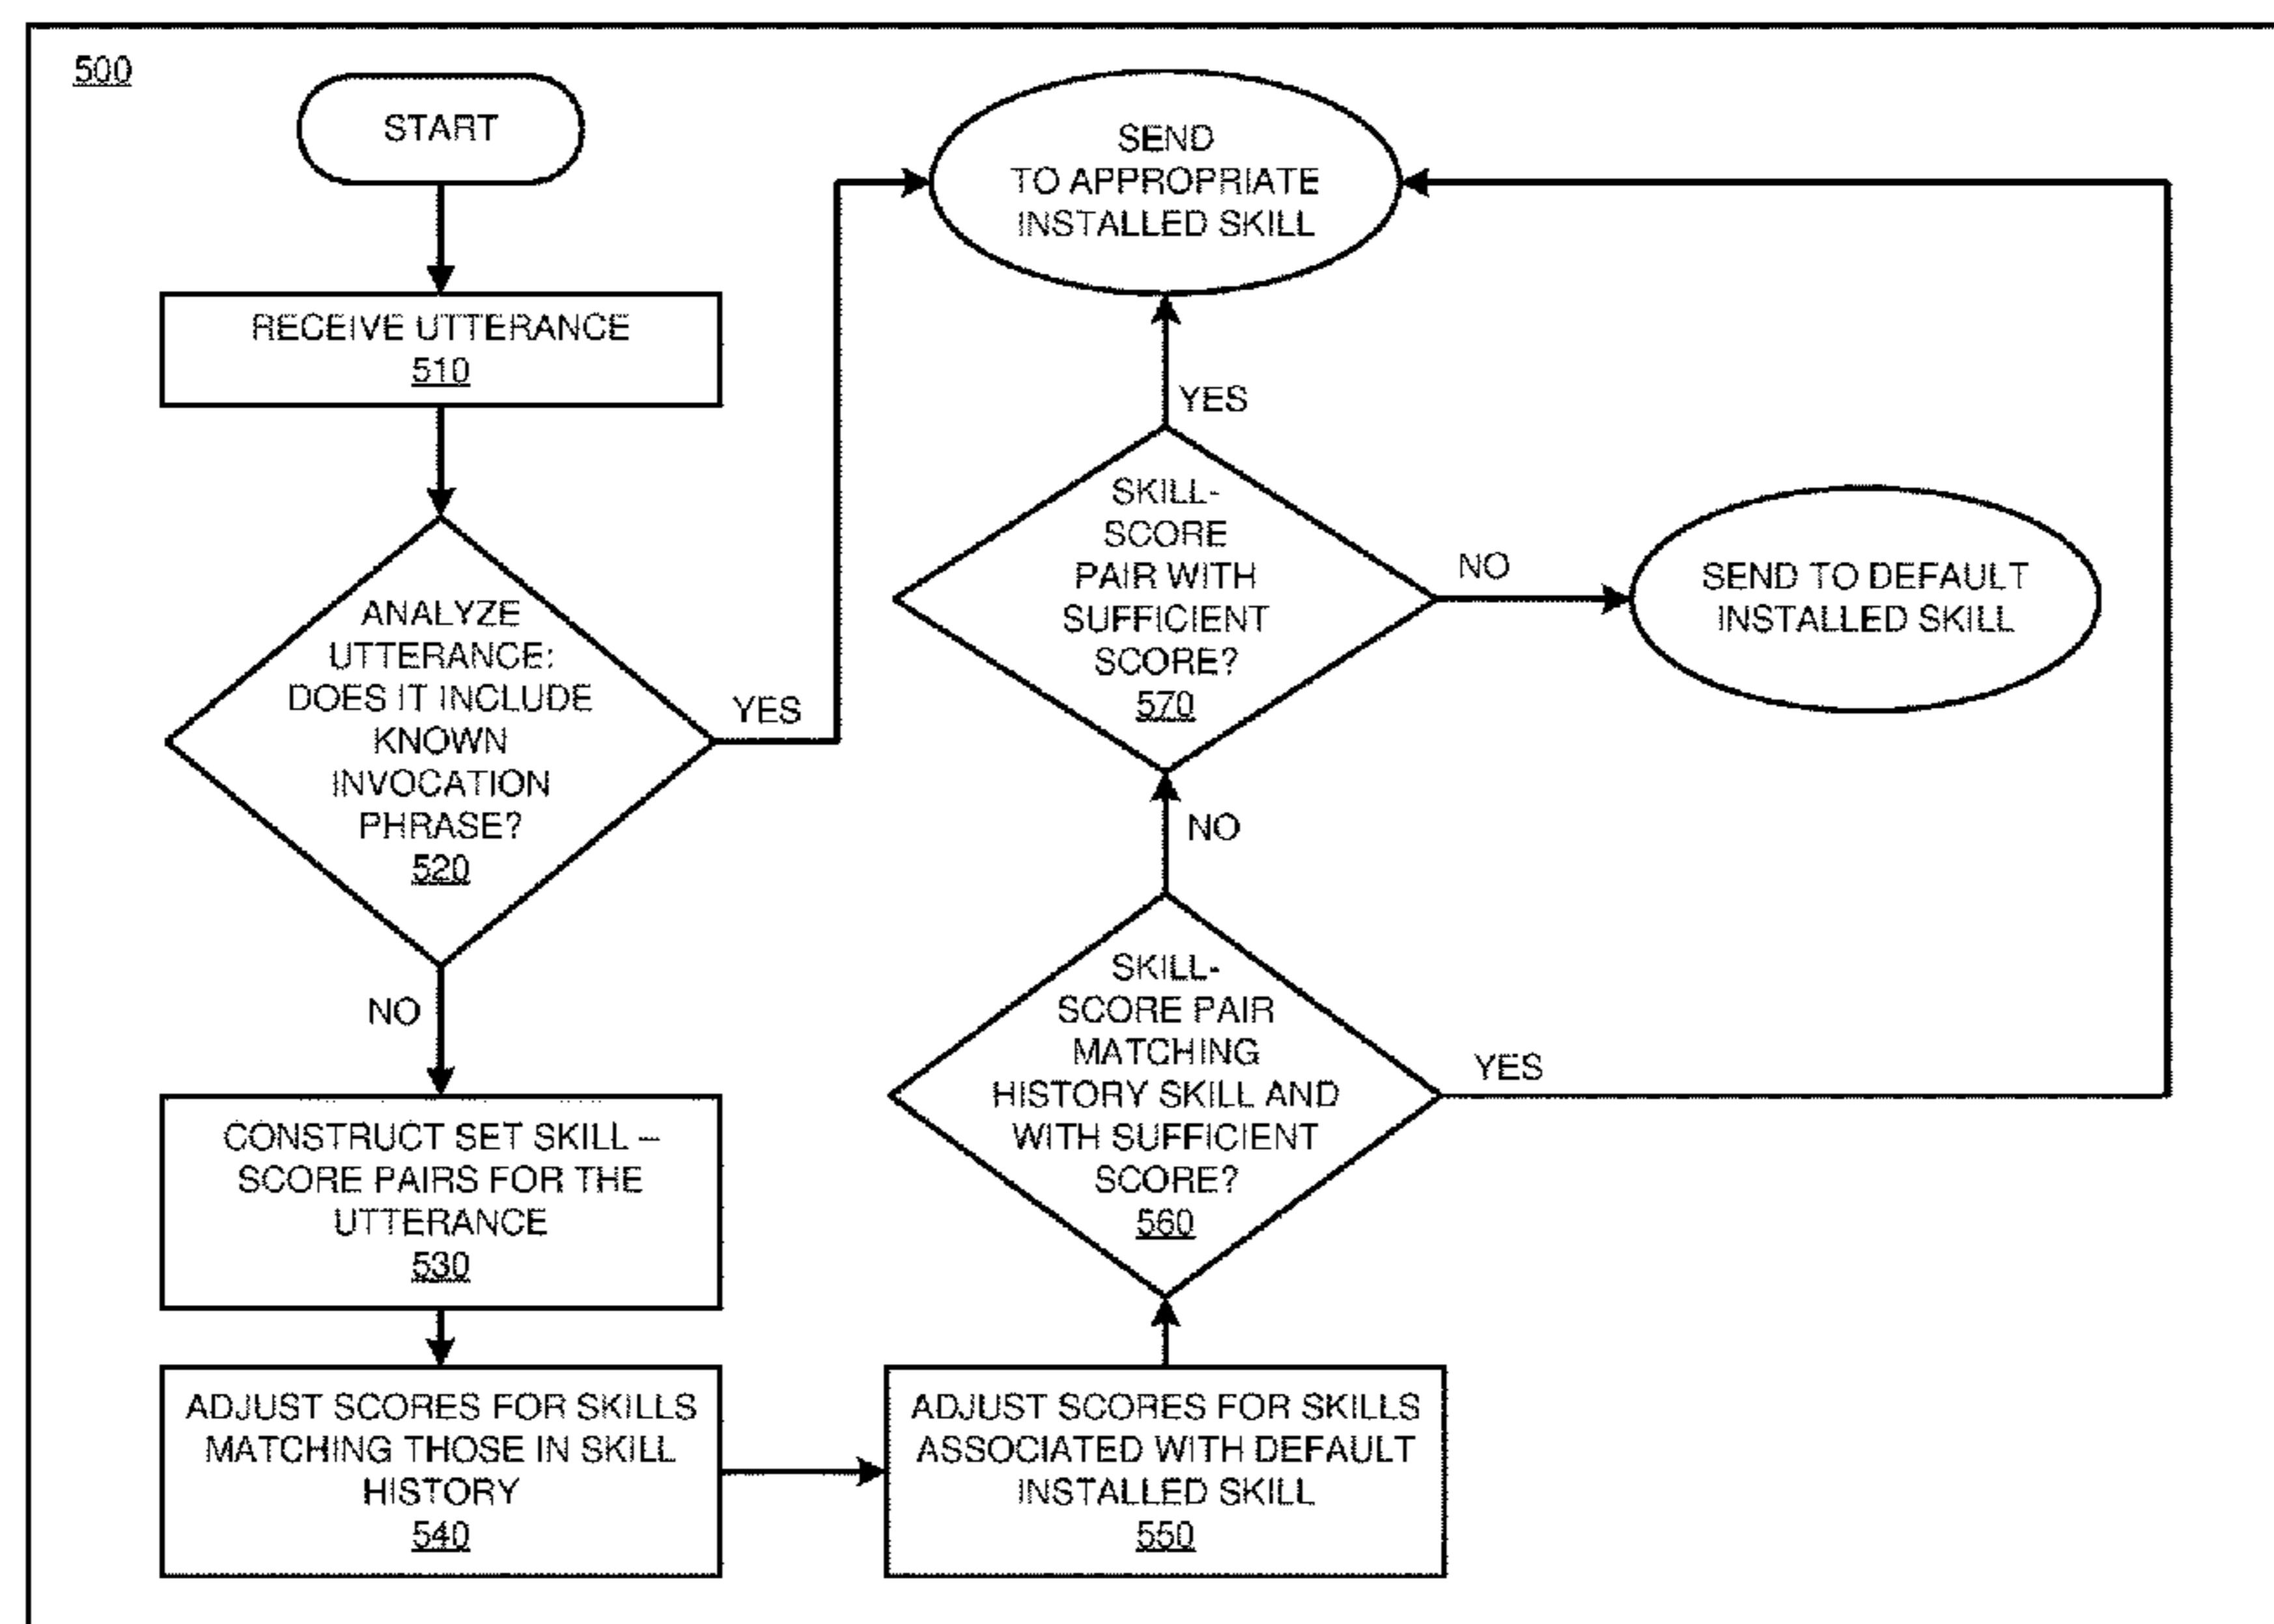 500
START
RECEIVE UTTERANCE
510
ANALYZE
UTTERANCE:
DOES IT INCLUDE
KNOWN
INVOCATION
PHRASE?
520
YES
NO
CONSTRUCT SET SKILL –
SCORE PAIRS FOR THE
UTTERANCE
530
ADJUST SCORES FOR SKILLS
MATCHING THOSE IN SKILL
HISTORY
540
ADJUST SCORES FOR SKILLS
ASSOCIATED WITH DEFAULT
INSTALLED SKILL
550
SKILL-
SCORE PAIR
MATCHING
HISTORY SKILL AND
WITH SUFFICIENT
SCORE?
560
YES
NO
SKILL-
SCORE
PAIR WITH
SUFFICIENT
SCORE?
570
YES
NO
SEND
TO APPROPRIATE
INSTALLED SKILL
SEND TO DEFAULT
INSTALLED SKILL